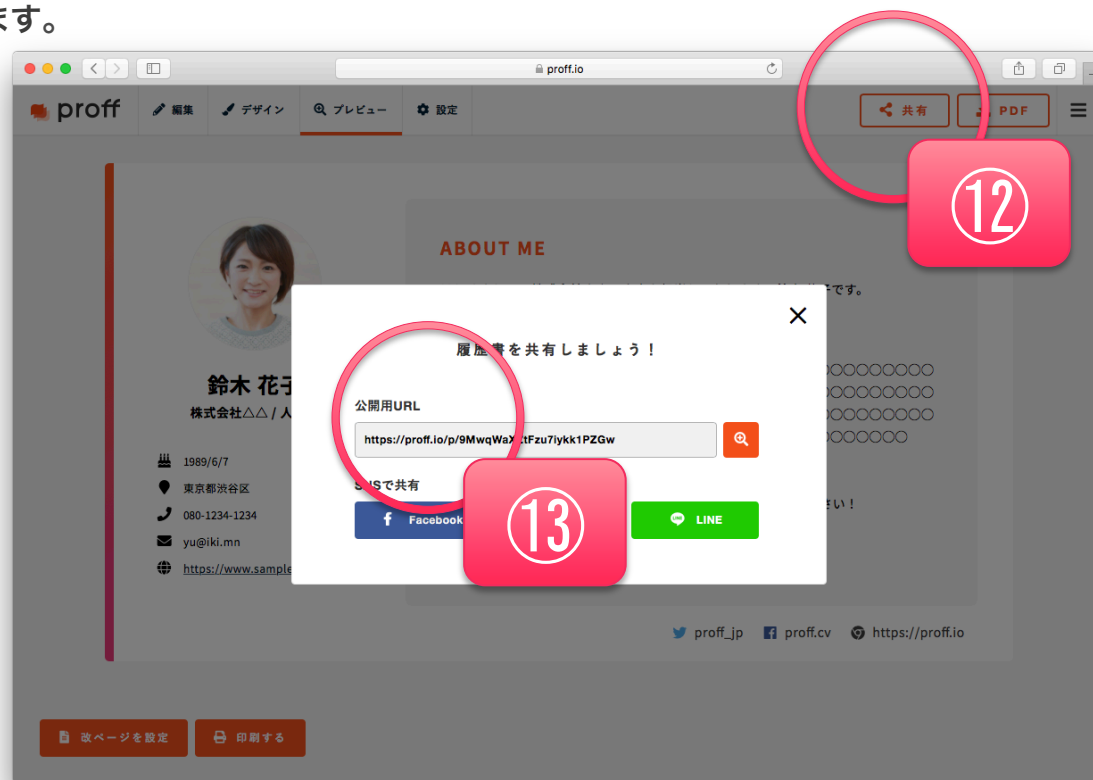 ます。
proff.io
proff 編集 デザイン プレビュー 設定 共有 PDF
⑫
ABOUT ME
です。
履歴書を共有しましょう！
鈴木 花子
株式会社△△ / 人
公開用URL
https://proff.io/p/
1989/6/7
東京都渋谷区
080-1234-1234
yu@iki.mn
https://www.sample
SNSで共有
Facebook
⑬
LINE
さい！
proff_jp proff.cv https://proff.io
改ページを設定 印刷する